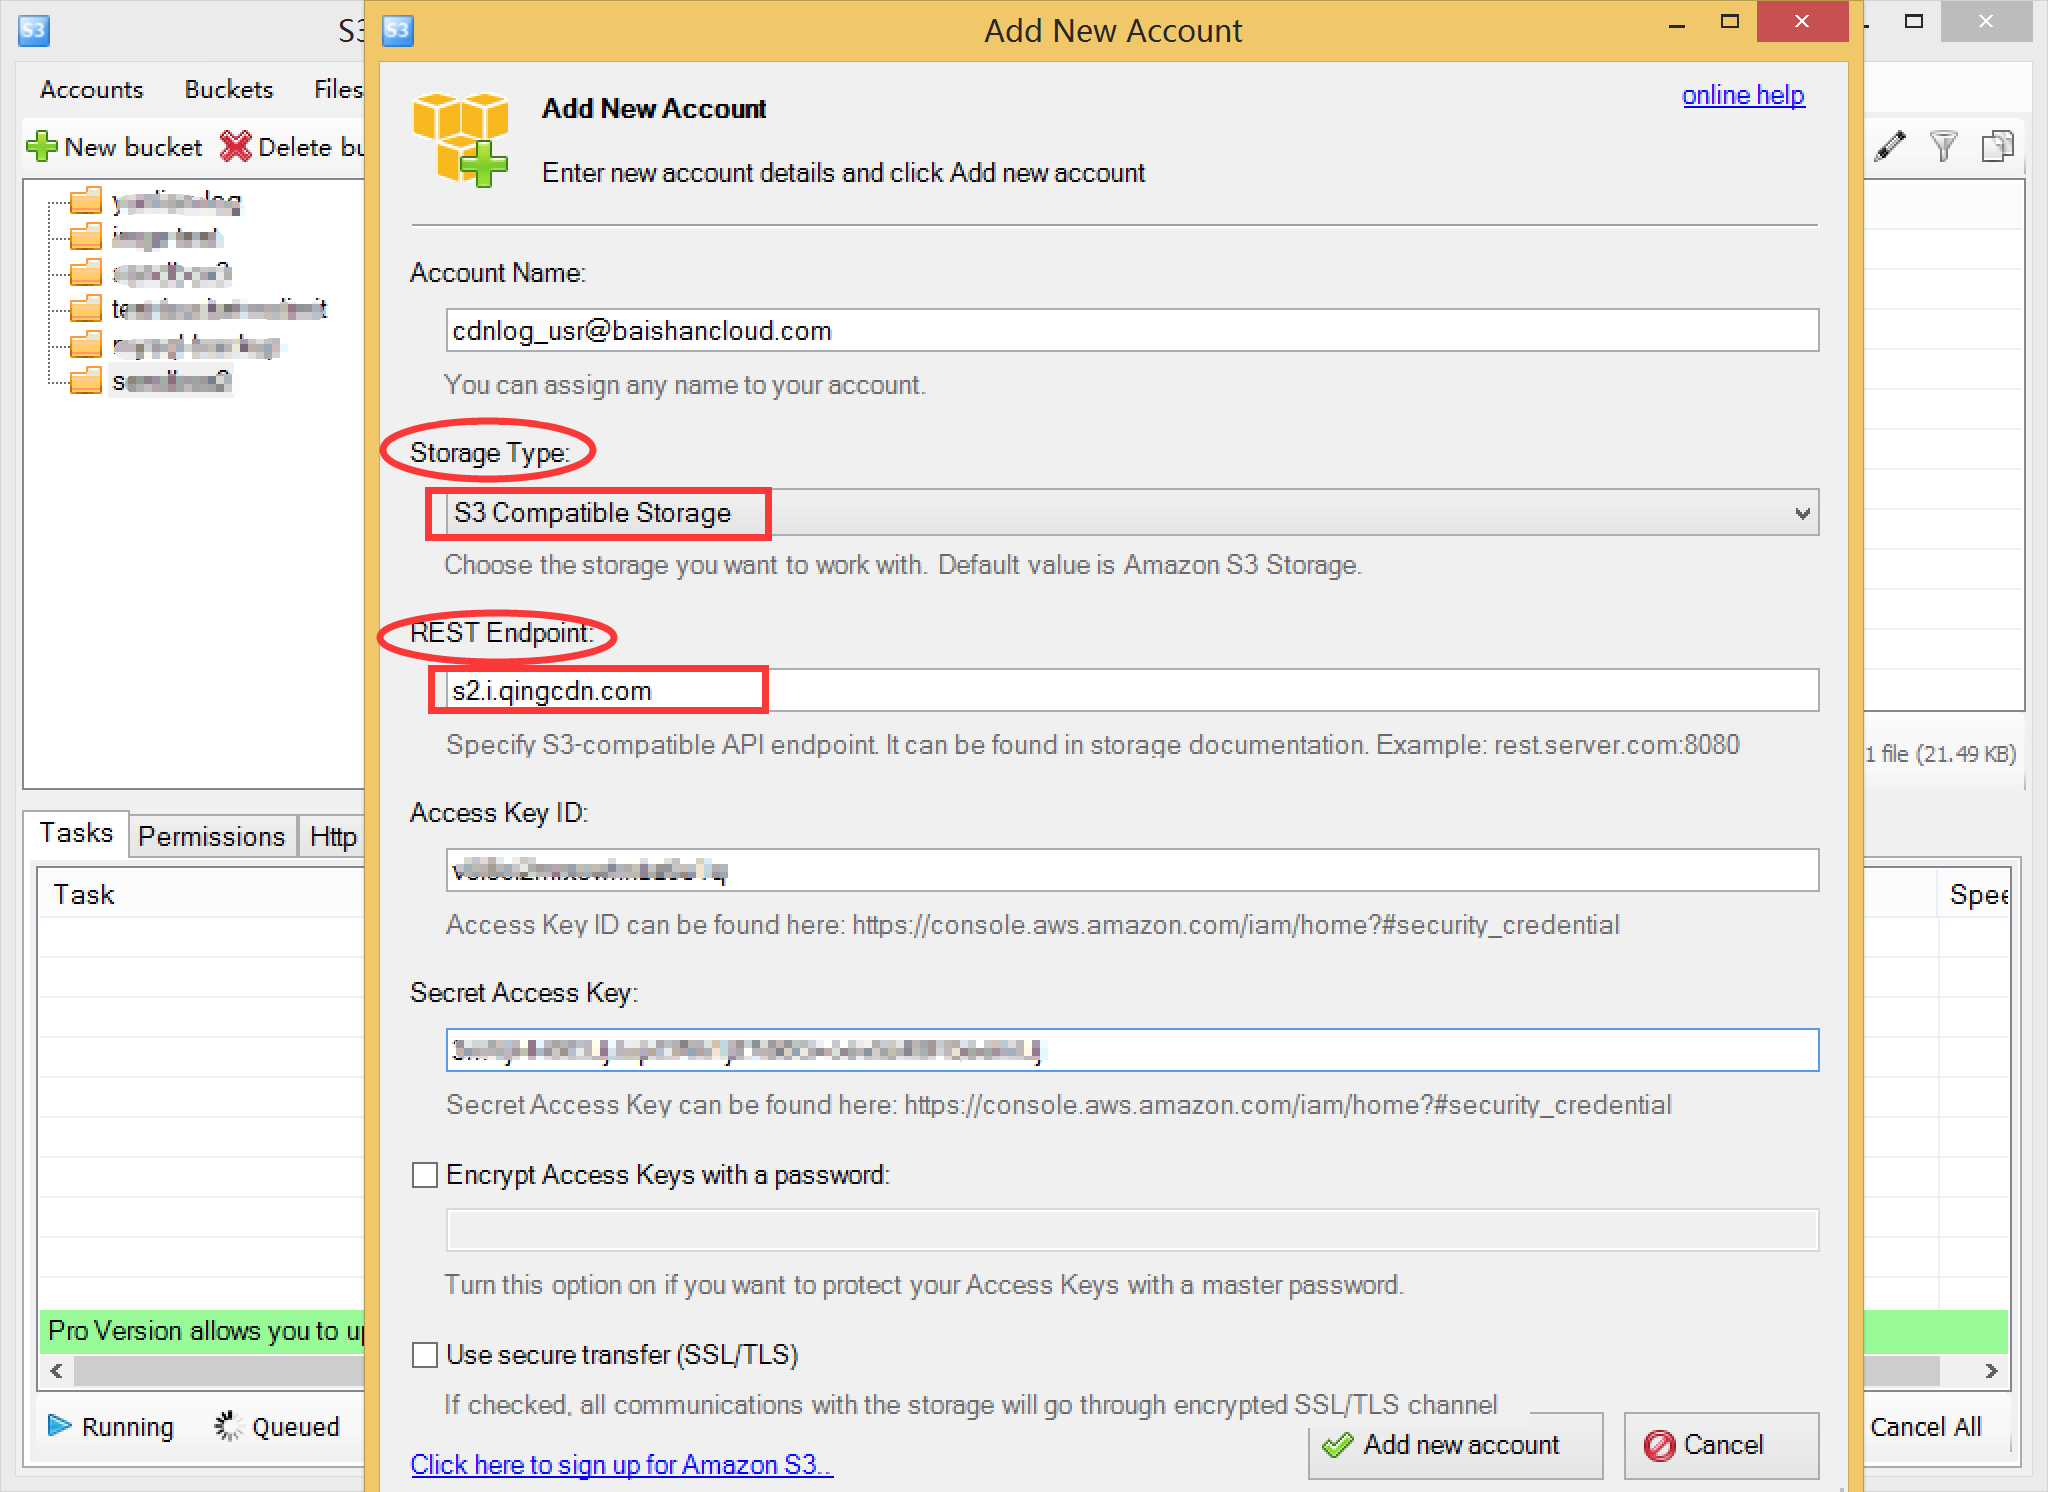 S3
S3
S3
Add New Account
Accounts
Buckets
Files
New bucket
Delete bu
Add New Account
online help
Enter new account details and click Add new account
Account Name:
cdnlog_usr@baishancloud.com
You can assign any name to your account.
Storage Type:
S3 Compatible Storage
Choose the storage you want to work with. Default value is Amazon S3 Storage.
REST Endpoint:
s2.i.qingcdn.com
Specify S3-compatible API endpoint. It can be found in storage documentation. Example: rest.server.com:8080
1 file (21.49 KB)
Access Key ID:
Access Key ID can be found here: https://console.aws.amazon.com/iam/home?#security_credential
Secret Access Key:
Secret Access Key can be found here: https://console.aws.amazon.com/iam/home?#security_credential
Encrypt Access Keys with a password:
Turn this option on if you want to protect your Access Keys with a master password.
Use secure transfer (SSL/TLS)
If checked, all communications with the storage will go through encrypted SSL/TLS channel
Click here to sign up for Amazon S3..
Add new account
Cancel
Tasks
Permissions
Http
Task
Spee
Pro Version allows you to up
Running
Queued
Cancel All